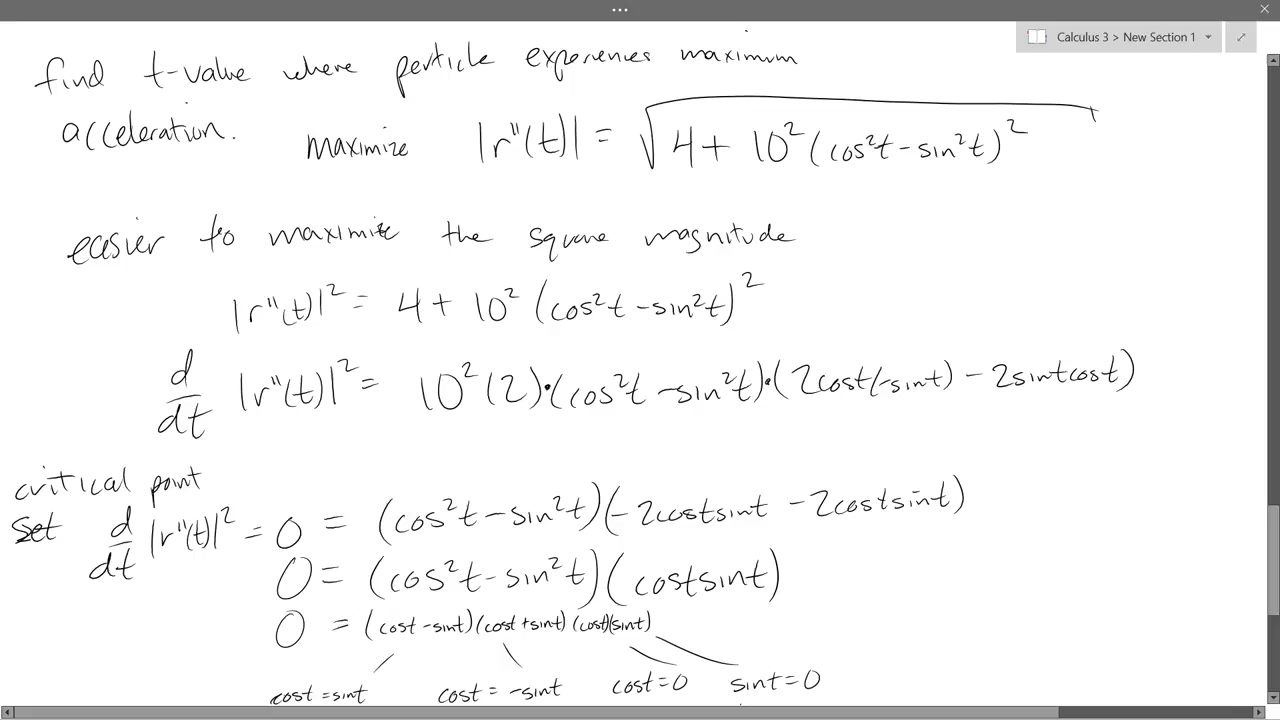 Calculus 3 > New Section 1
find t-value where particle experiences maximum
acceleration. maximize |r''(t)| = √(4 + 10²(cos²t - sin²t)²)
easier to maximize the square magnitude
|r''(t)|² = 4 + 10² (cos²t - sin²t)²
d/dt |r''(t)|² = 10²(2)·(cos²t - sin²t)·(2cost(-sint) - 2sintcost)
critical point
set d/dt |r''(t)|² = 0 = (cos²t - sin²t)(-2costsint - 2costsint)
0 = (cos²t - sin²t)(costsint)
0 = (cost - sint)(cost + sint)(cost)(sint)
cost = sint cost = -sint cost = 0 sint = 0